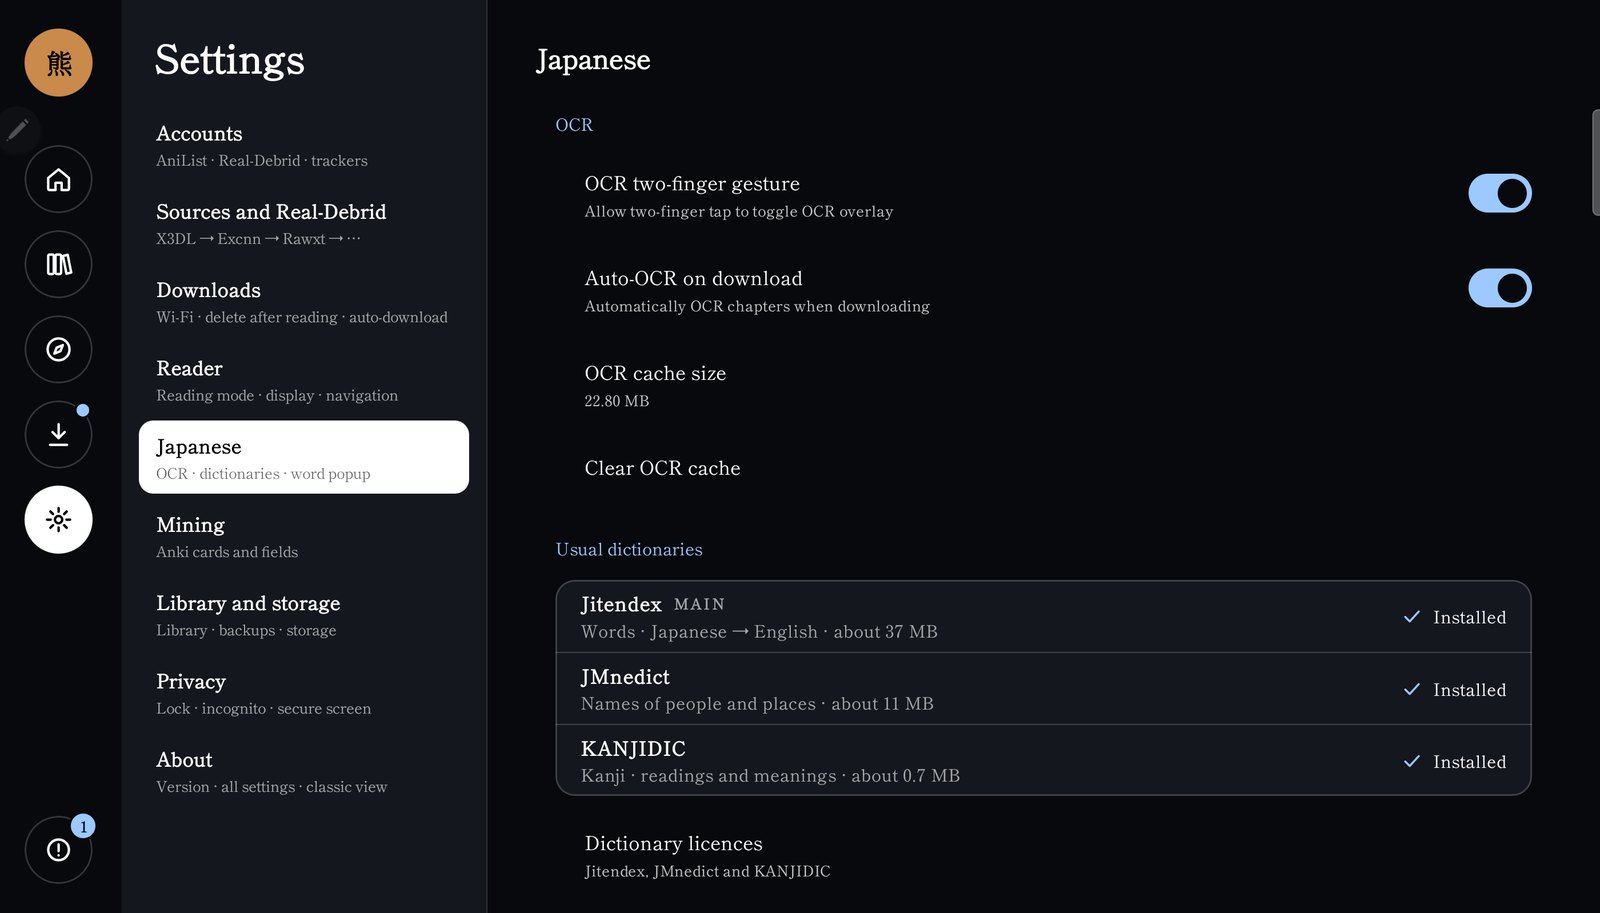 熊
1
Settings
Accounts
AniList · Real-Debrid · trackers
Sources and Real-Debrid
X3DL → Excnn → Rawxt → ···
Downloads
Wi-Fi · delete after reading · auto-download
Reader
Reading mode · display · navigation
Japanese
OCR · dictionaries · word popup
Mining
Anki cards and fields
Library and storage
Library · backups · storage
Privacy
Lock · incognito · secure screen
About
Version · all settings · classic view
Japanese
OCR
OCR two-finger gesture
Allow two-finger tap to toggle OCR overlay
Auto-OCR on download
Automatically OCR chapters when downloading
OCR cache size
22.80 MB
Clear OCR cache
Usual dictionaries
Jitendex MAIN
Words · Japanese → English · about 37 MB
Installed
JMnedict
Names of people and places · about 11 MB
Installed
KANJIDIC
Kanji · readings and meanings · about 0.7 MB
Installed
Dictionary licences
Jitendex, JMnedict and KANJIDIC